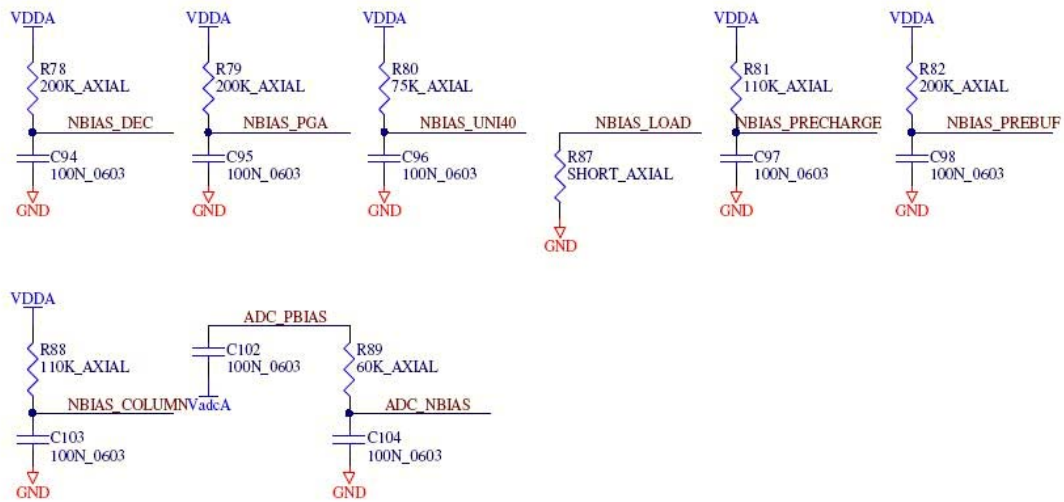 VDDA
R78
200K_AXIAL
NBIAS_DEC
C94
100N_0603
GND
VDDA
R79
200K_AXIAL
NBIAS_PGA
C95
100N_0603
GND
VDDA
R80
75K_AXIAL
NBIAS_UNI40
C96
100N_0603
GND
NBIAS_LOAD
R87
SHORT_AXIAL
GND
VDDA
R81
110K_AXIAL
NBIAS_PRECHARGE
C97
100N_0603
GND
VDDA
R82
200K_AXIAL
NBIAS_PREBUF
C98
100N_0603
GND
VDDA
R88
110K_AXIAL
NBIAS_COLUMN
C103
100N_0603
GND
ADC_PBIAS
C102
100N_0603
VadcA
R89
60K_AXIAL
ADC_NBIAS
C104
100N_0603
GND